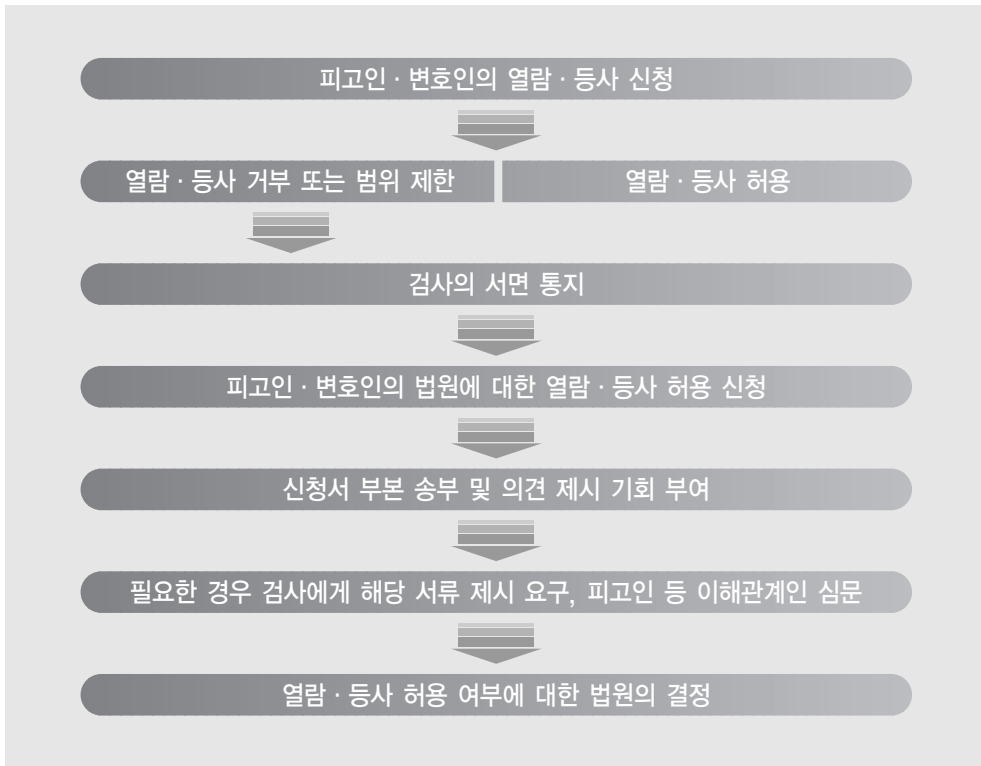 피고인 · 변호인의 열람 · 등사 신청
열람 · 등사 거부 또는 범위 제한
열람 · 등사 허용
검사의 서면 통지
피고인 · 변호인의 법원에 대한 열람 · 등사 허용 신청
신청서 부본 송부 및 의견 제시 기회 부여
필요한 경우 검사에게 해당 서류 제시 요구, 피고인 등 이해관계인 심문
열람 · 등사 허용 여부에 대한 법원의 결정